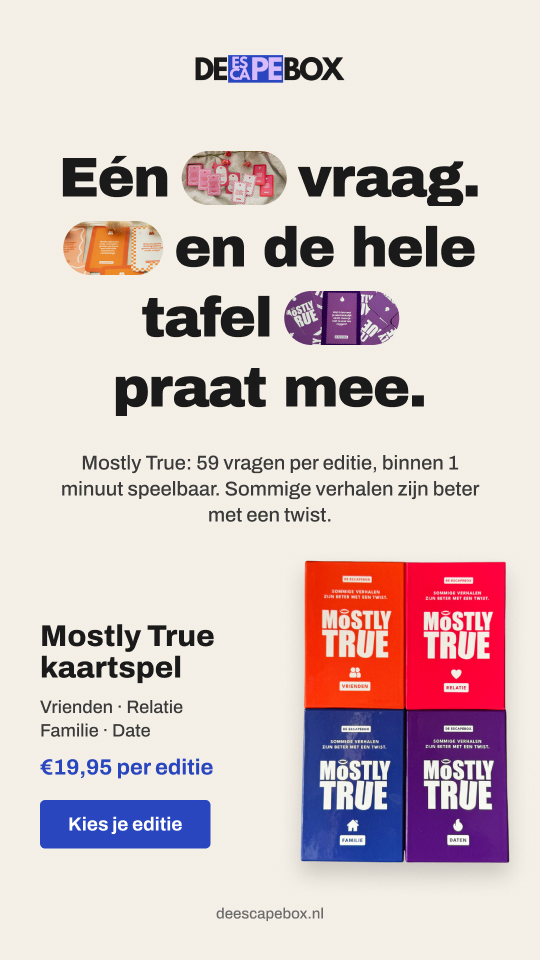 DE ESCAPEBOX
Eén vraag.
en de hele
tafel
MOSTLY
TRUE
praat mee.
Mostly True: 59 vragen per editie, binnen 1
minuut speelbaar. Sommige verhalen zijn beter
met een twist.
Mostly True
kaartspel
Vrienden · Relatie
Familie · Date
€19,95 per editie
Kies je editie
DE ESCAPEBOX
SOMMIGE VERHALEN
ZIJN BETER MET EEN TWIST.
MOSTLY
TRUE
VRIENDEN
DE ESCAPEBOX
SOMMIGE VERHALEN
ZIJN BETER MET EEN TWIST.
MOSTLY
TRUE
RELATIE
DE ESCAPEBOX
SOMMIGE VERHALEN
ZIJN BETER MET EEN TWIST.
MOSTLY
TRUE
FAMILIE
DE ESCAPEBOX
SOMMIGE VERHALEN
ZIJN BETER MET EEN TWIST.
MOSTLY
TRUE
DATEN
deescapebox.nl